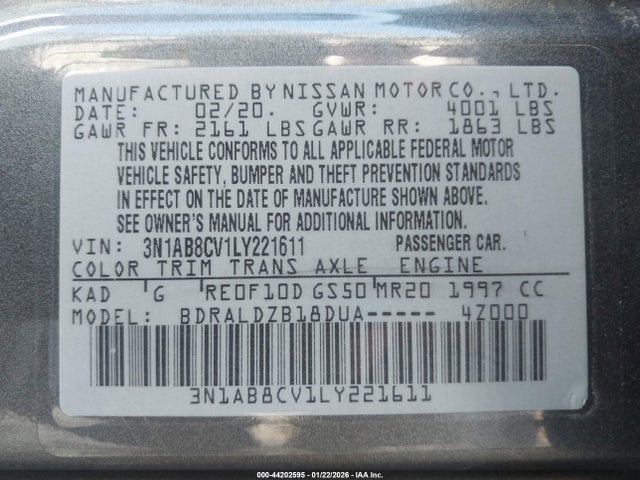 MANUFACTURED BY NISSAN MOTOR CO., LTD.
DATE: 02/20. GVWR: 4001 LBS
GAWR FR: 2161 LBS GAWR RR: 1863 LBS
THIS VEHICLE CONFORMS TO ALL APPLICABLE FEDERAL MOTOR
VEHICLE SAFETY, BUMPER AND THEFT PREVENTION STANDARDS
IN EFFECT ON THE DATE OF MANUFACTURE SHOWN ABOVE.
SEE OWNER'S MANUAL FOR ADDITIONAL INFORMATION.
VIN: 3N1AB8CV1LY221611 PASSENGER CAR.
COLOR TRIM TRANS AXLE ENGINE
KAD G RE0F10D GS50 MR20 1997 CC
MODEL: BDRALDZB18DUA----- 4Z000
3N1AB8CV1LY221611
000-44202595 - 01/22/2026 - IAA Inc.